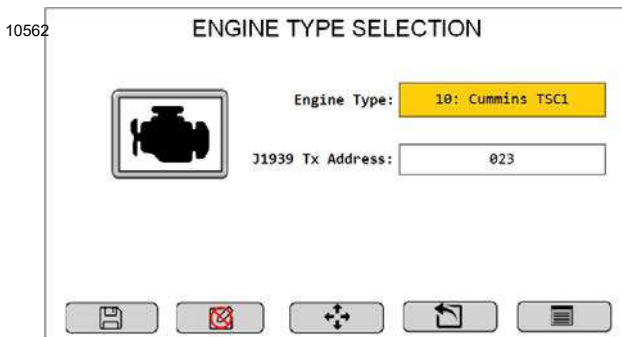 10562
ENGINE TYPE SELECTION
Engine Type: 10: Cummins TSC1
J1939 Tx Address: 023